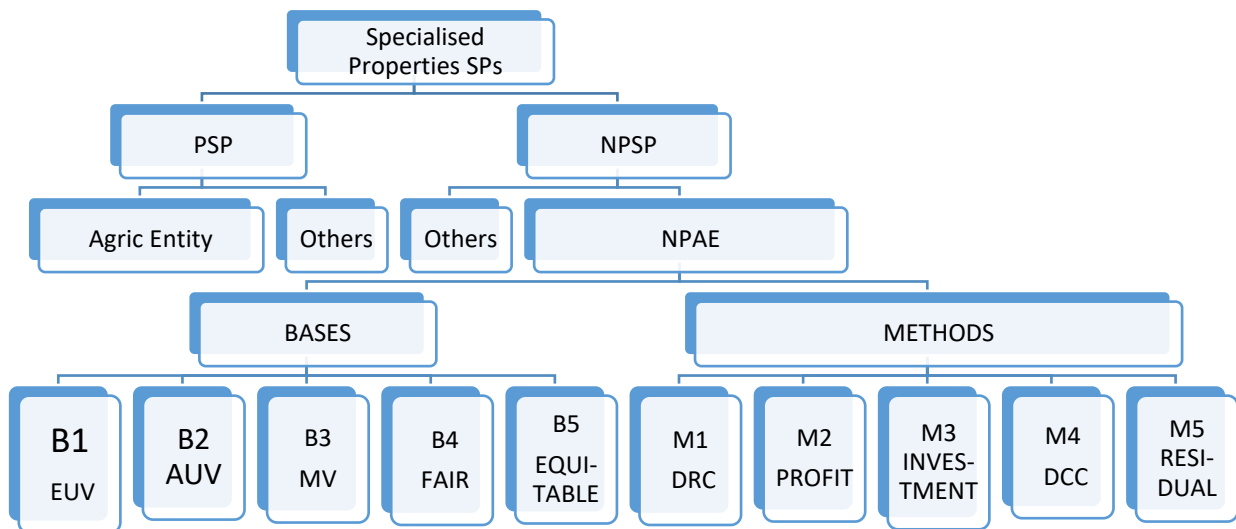 Specialised
Properties SPs
PSP
NPSP
Agric Entity
Others
Others
NPAE
BASES
METHODS
B1
EUV
B2
AUV
B3
MV
B4
FAIR
B5
EQUI-
TABLE
M1
DRC
M2
PROFIT
M3
INVES-
TMENT
M4
DCC
M5
RESI-
DUAL